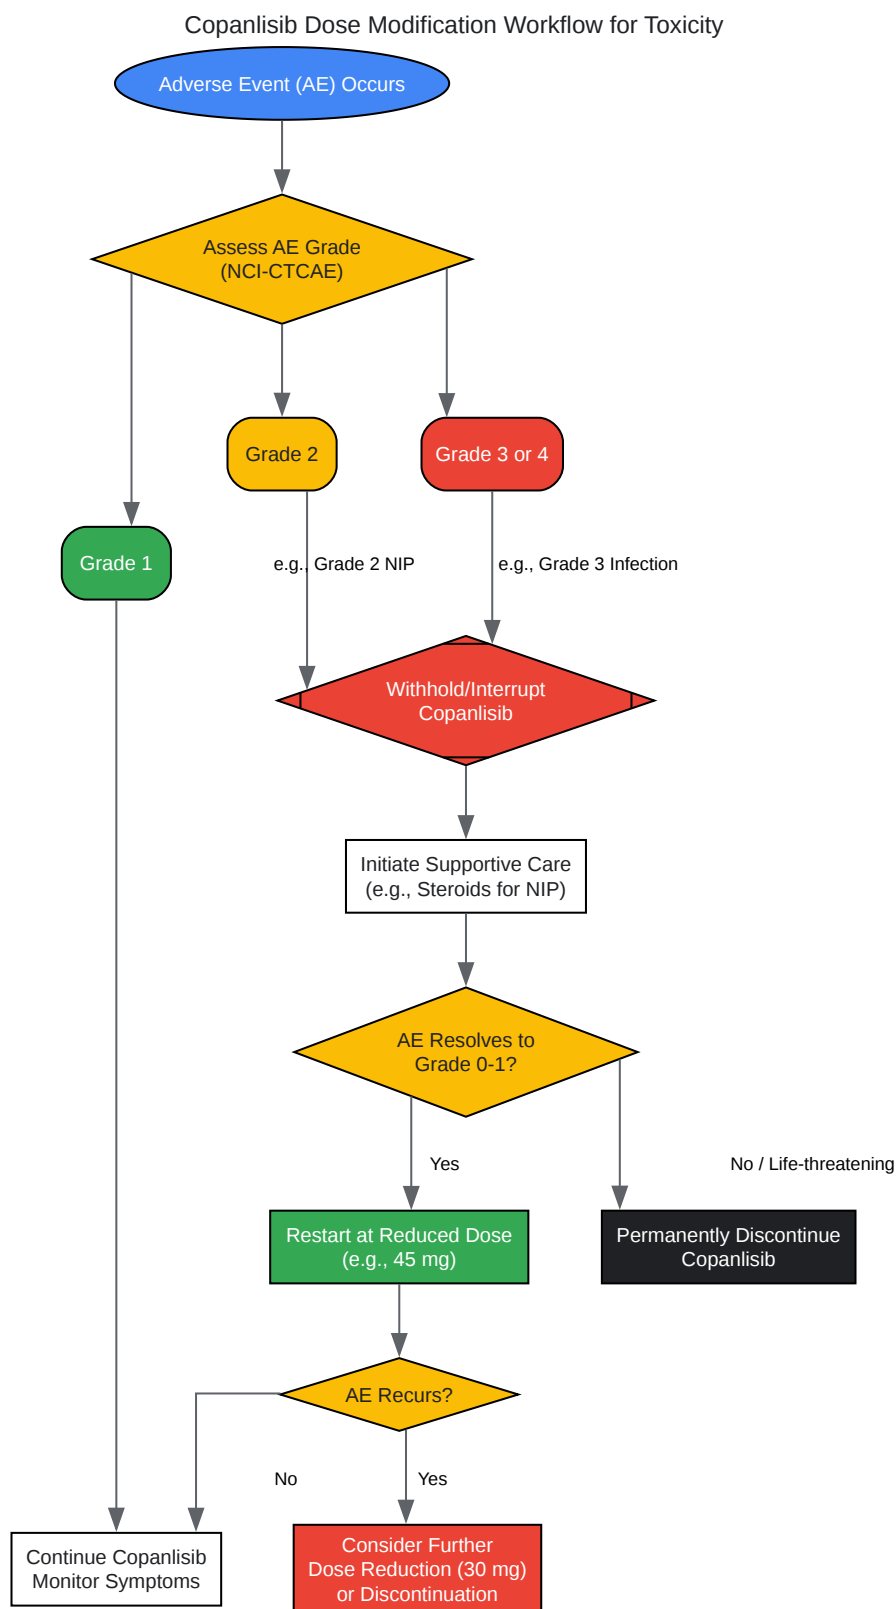 Copanlisib Dose Modification Workflow for Toxicity
Adverse Event (AE) Occurs
Assess AE Grade
(NCI-CTCAE)
Grade 2
Grade 3 or 4
Grade 1
e.g., Grade 2 NIP
e.g., Grade 3 Infection
Withhold/Interrupt
Copanlisib
Initiate Supportive Care
(e.g., Steroids for NIP)
AE Resolves to
Grade 0-1?
Yes
No / Life-threatening
Restart at Reduced Dose
(e.g., 45 mg)
Permanently Discontinue
Copanlisib
AE Recurs?
No
Yes
Continue Copanlisib
Monitor Symptoms
Consider Further
Dose Reduction (30 mg)
or Discontinuation